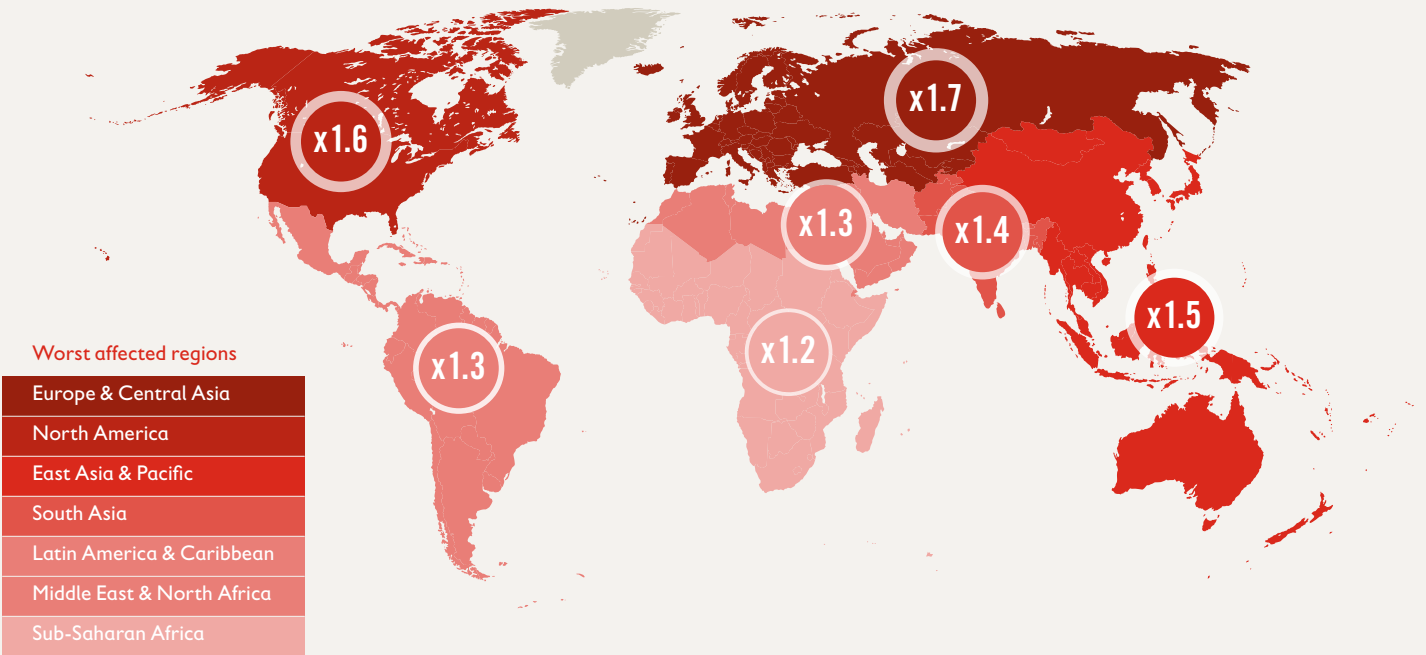 x1.7
x1.6
x1.3
x1.4
x1.5
x1.2
x1.3
Worst affected regions
Europe & Central Asia
North America
East Asia & Pacific
South Asia
Latin America & Caribbean
Middle East & North Africa
Sub-Saharan Africa